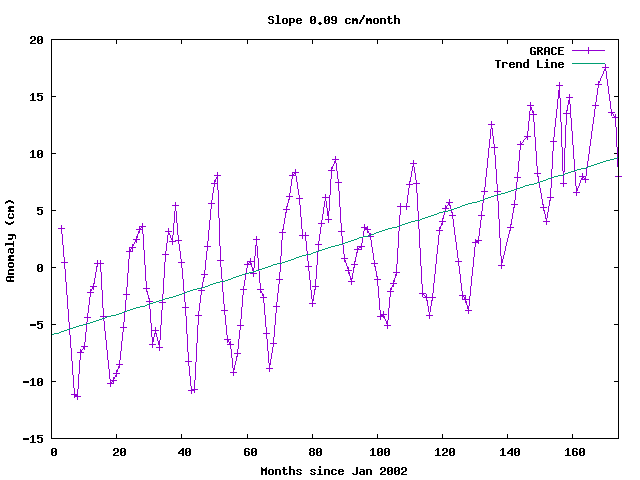 Slope 0.09 cm/month
GRACE
Trend Line
Anomaly (cm)
20
15
10
5
0
-5
-10
-15
0 20 40 60 80 100 120 140 160
Months since Jan 2002